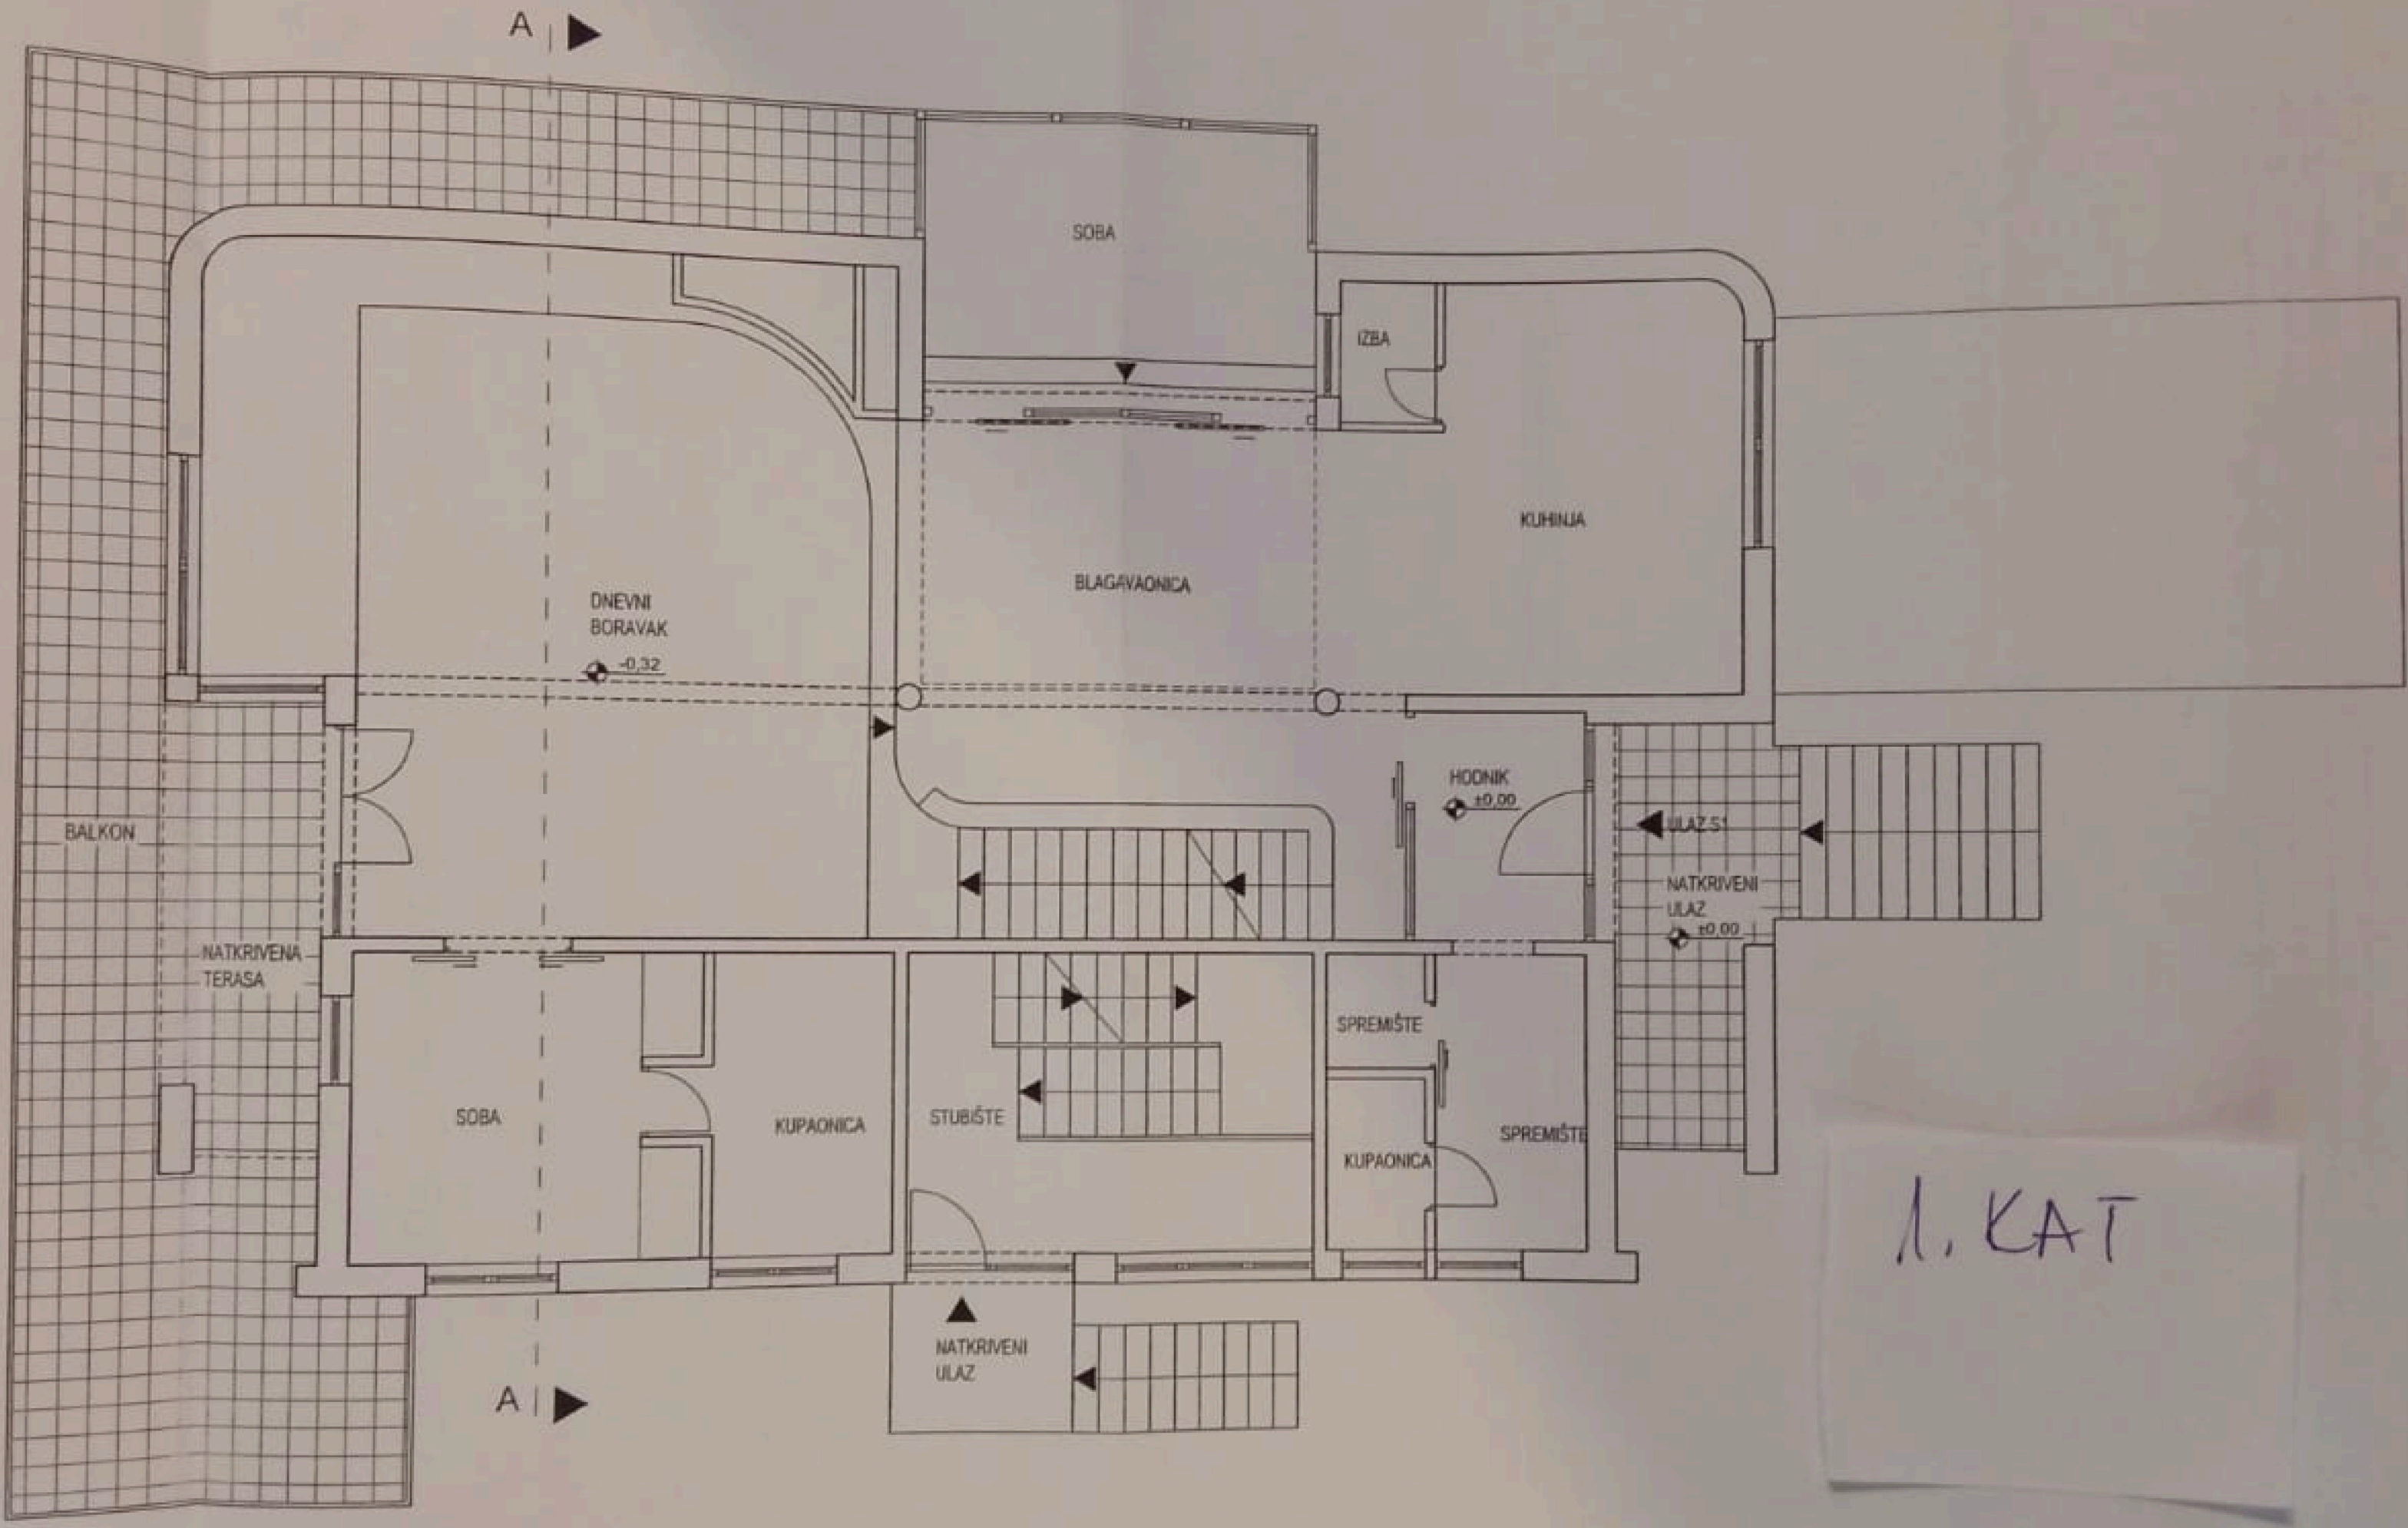 A
SOBA
IZBA
KUHINJA
BLAGAVAONICA
DNEVNI
BORAVAK
-0,32
HODNIK
±0,00
BALKON
ULAZ S1
NATKRIVENI
ULAZ
±0,00
NATKRIVENA
TERASA
SPREMIŠTE
SOBA
KUPAONICA
STUBIŠTE
SPREMIŠTE
KUPAONICA
1. KAT
NATKRIVENI
ULAZ
A